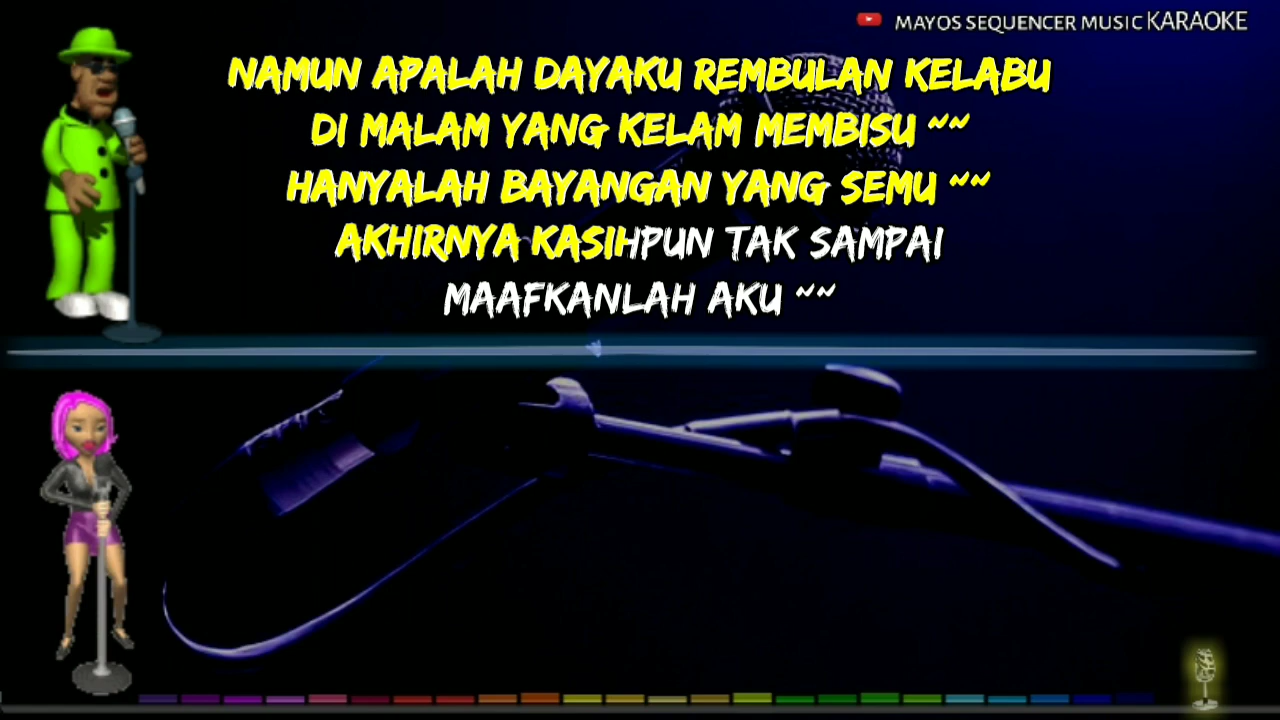 MAYOS SEQUENCER MUSIC KARAOKE
NAMUN APALAH DAYAKU REMBULAN KELABU
DI MALAM YANG KELAM MEMBISU ~~
HANYALAH BAYANGAN YANG SEMU ~~
AKHIRNYA KASIHPUN TAK SAMPAI
MAAFKANLAH AKU ~~